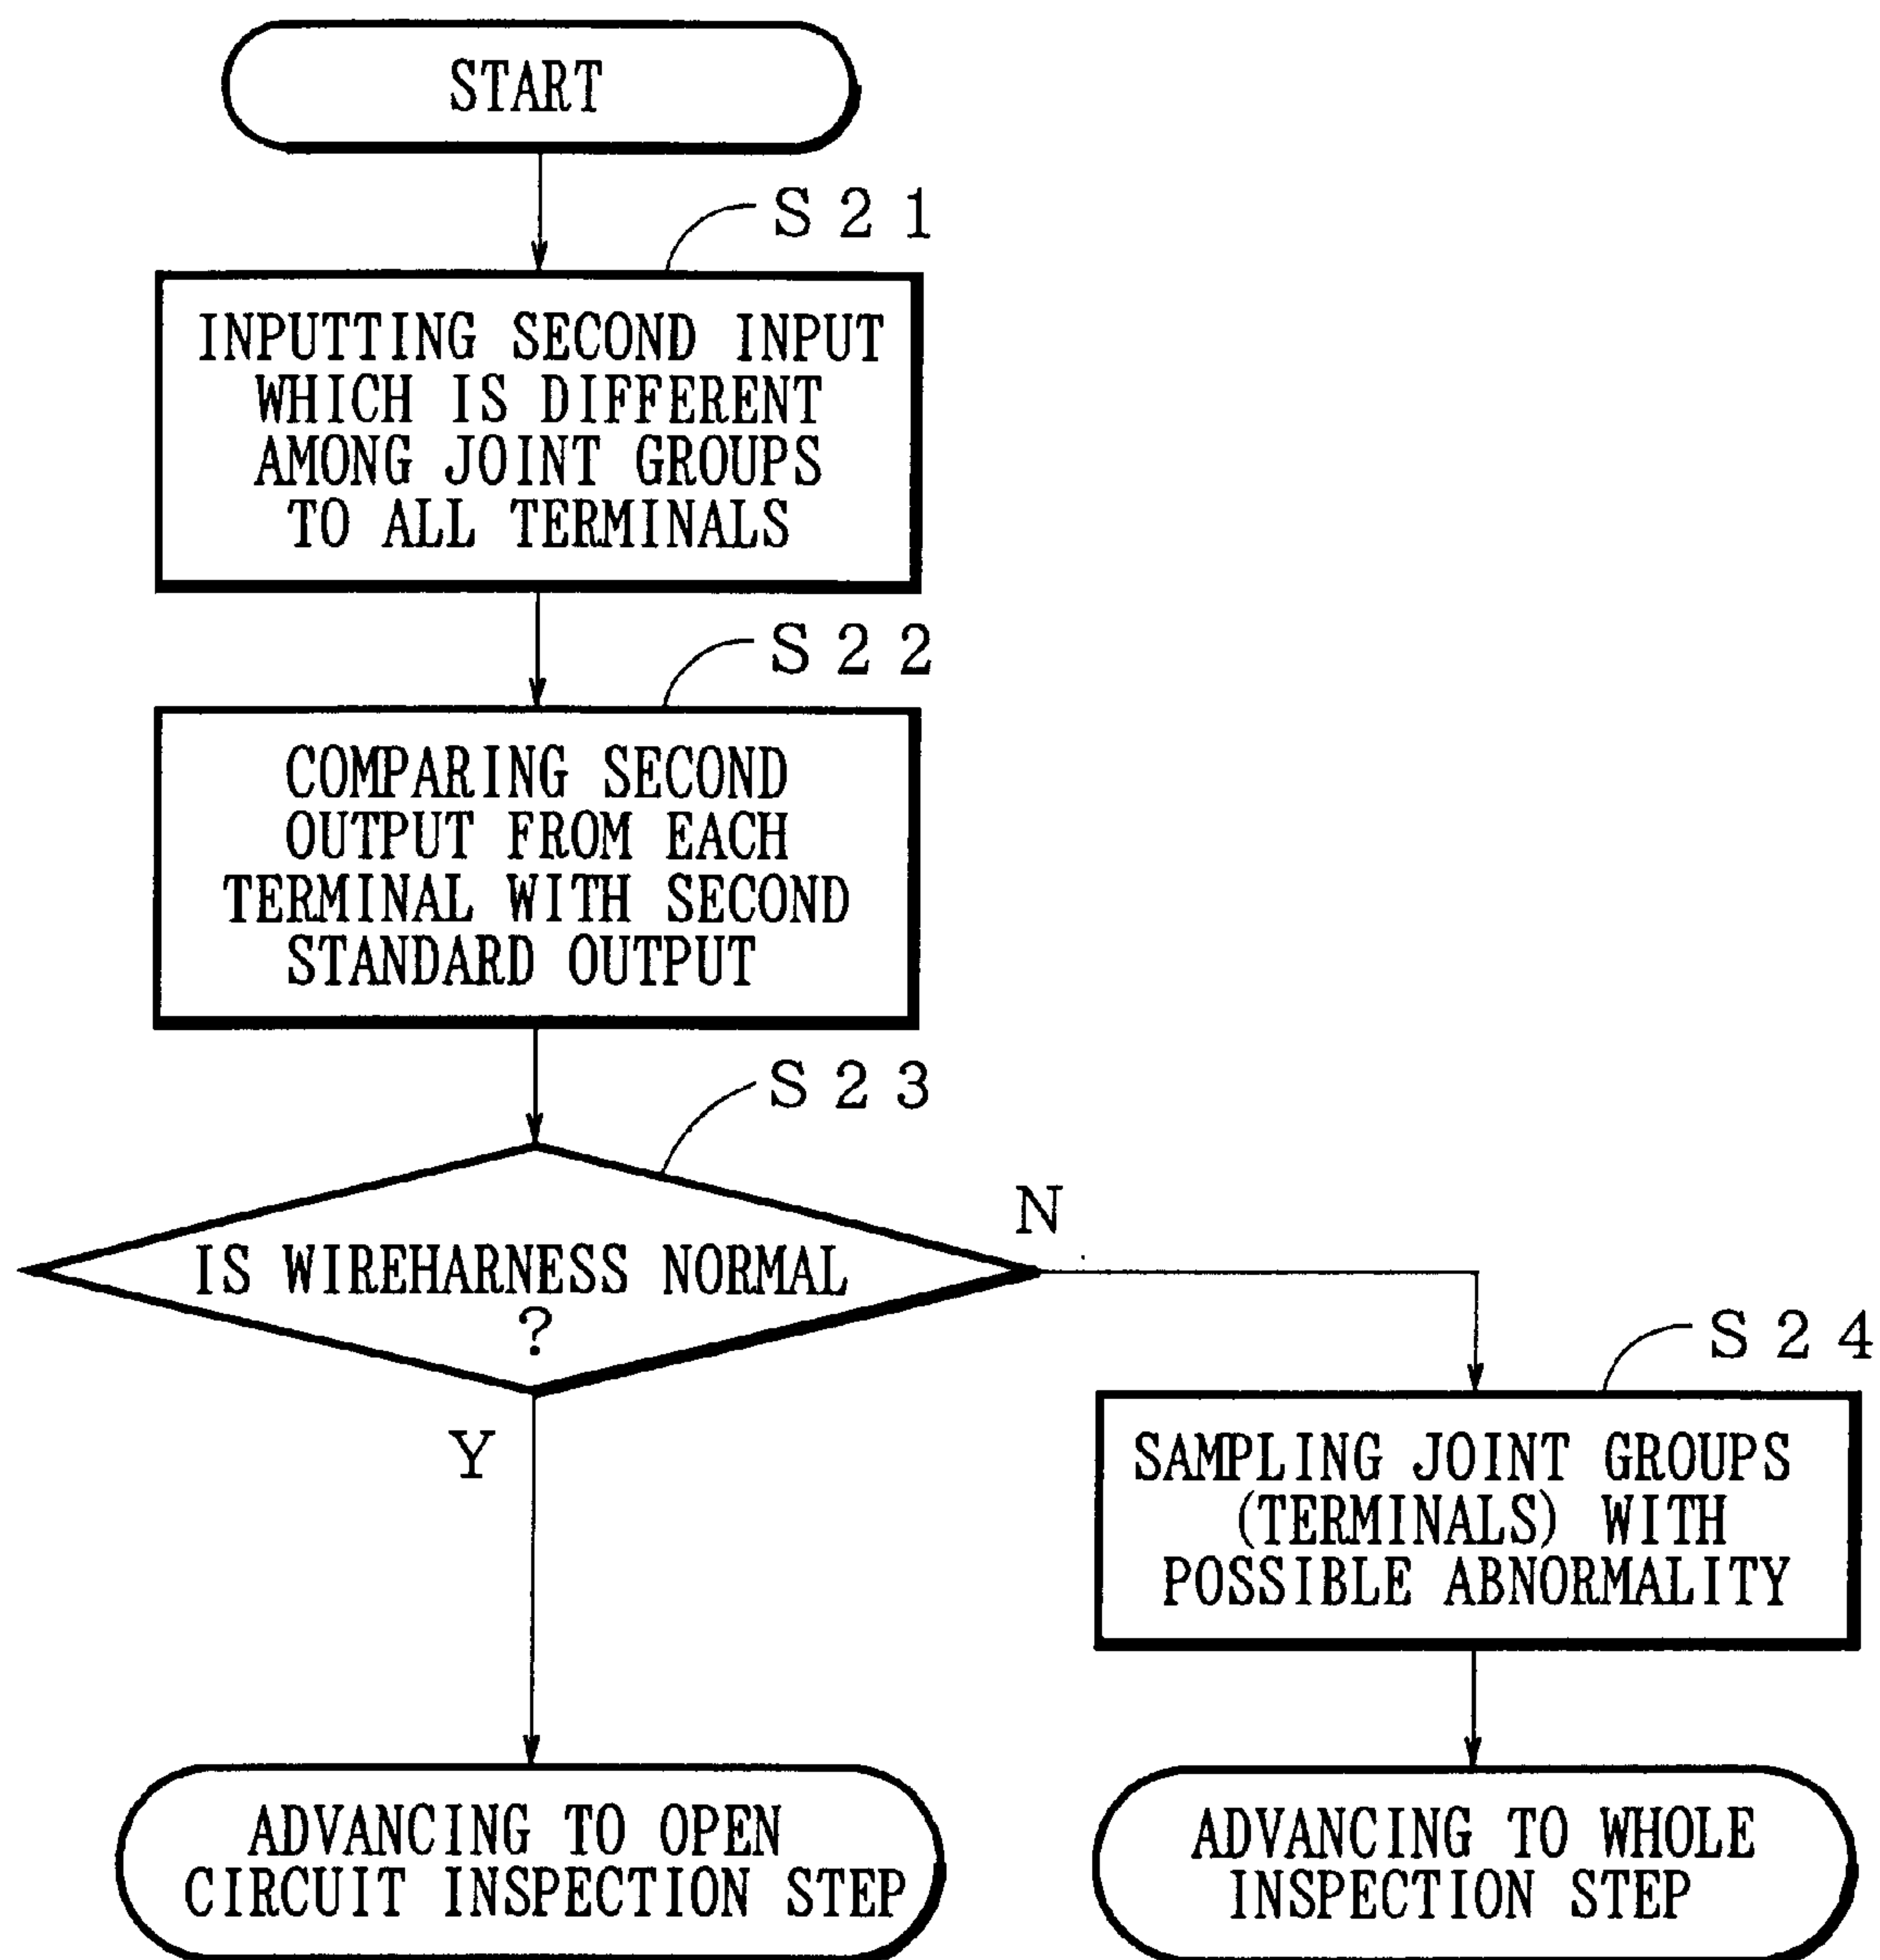 START
S21
INPUTTING SECOND INPUT
WHICH IS DIFFERENT
AMONG JOINT GROUPS
TO ALL TERMINALS
S22
COMPARING SECOND
OUTPUT FROM EACH
TERMINAL WITH SECOND
STANDARD OUTPUT
S23
IS WIREHARNESS NORMAL
?
N
Y
S24
SAMPLING JOINT GROUPS
(TERMINALS) WITH
POSSIBLE ABNORMALITY
ADVANCING TO OPEN
CIRCUIT INSPECTION STEP
ADVANCING TO WHOLE
INSPECTION STEP